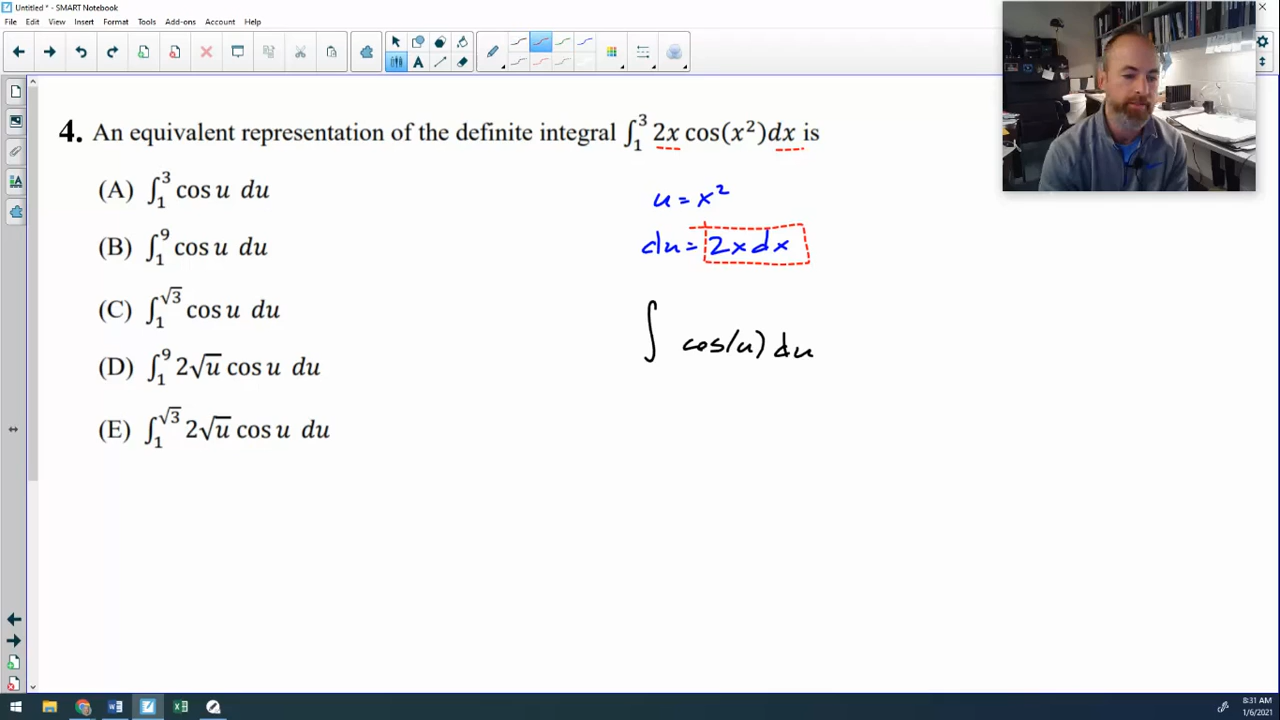 Untitled * - SMART Notebook
File Edit View Insert Format Tools Add-ons Account Help
4. An equivalent representation of the definite integral ∫₁³ 2x cos(x²)dx is
(A) ∫₁³ cos u du
(B) ∫₁⁹ cos u du
(C) ∫₁^√3 cos u du
(D) ∫₁⁹ 2√u cos u du
(E) ∫₁^√3 2√u cos u du
u = x²
du = 2x dx
∫ cos(u) du
8:31 AM
1/6/2021